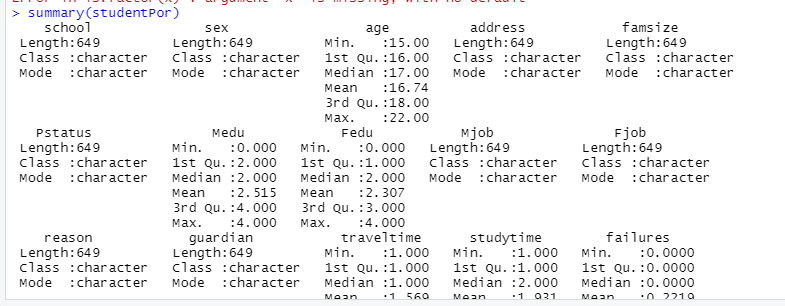 Error in is.factor(x) : argument "x" is missing, with no default
> summary(studentPor)
school sex age address famsize
Length:649 Length:649 Min. :15.00 Length:649 Length:649
Class :character Class :character 1st Qu.:16.00 Class :character Class :character
Mode :character Mode :character Median :17.00 Mode :character Mode :character
Mean :16.74
3rd Qu.:18.00
Max. :22.00
Pstatus Medu Fedu Mjob Fjob
Length:649 Min. :0.000 Min. :0.000 Length:649 Length:649
Class :character 1st Qu.:2.000 1st Qu.:1.000 Class :character Class :character
Mode :character Median :2.000 Median :2.000 Mode :character Mode :character
Mean :2.515 Mean :2.307
3rd Qu.:4.000 3rd Qu.:3.000
Max. :4.000 Max. :4.000
reason guardian traveltime studytime failures
Length:649 Length:649 Min. :1.000 Min. :1.000 Min. :0.0000
Class :character Class :character 1st Qu.:1.000 1st Qu.:1.000 1st Qu.:0.0000
Mode :character Mode :character Median :1.000 Median :2.000 Median :0.0000
Mean :1.569 Mean :1.931 Mean :0.2219